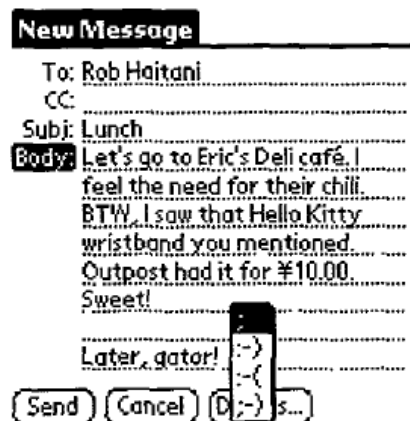 New Message
To: Rob Haitani
CC:
Subj: Lunch
Body: Let's go to Eric's Deli café. I
feel the need for their chili.
BTW, I saw that Hello Kitty
wristband you mentioned.
Outpost had it for ¥10.00.
Sweet!
;
:-)
Later, gator!
:-(
;-)
Send Cancel D s...